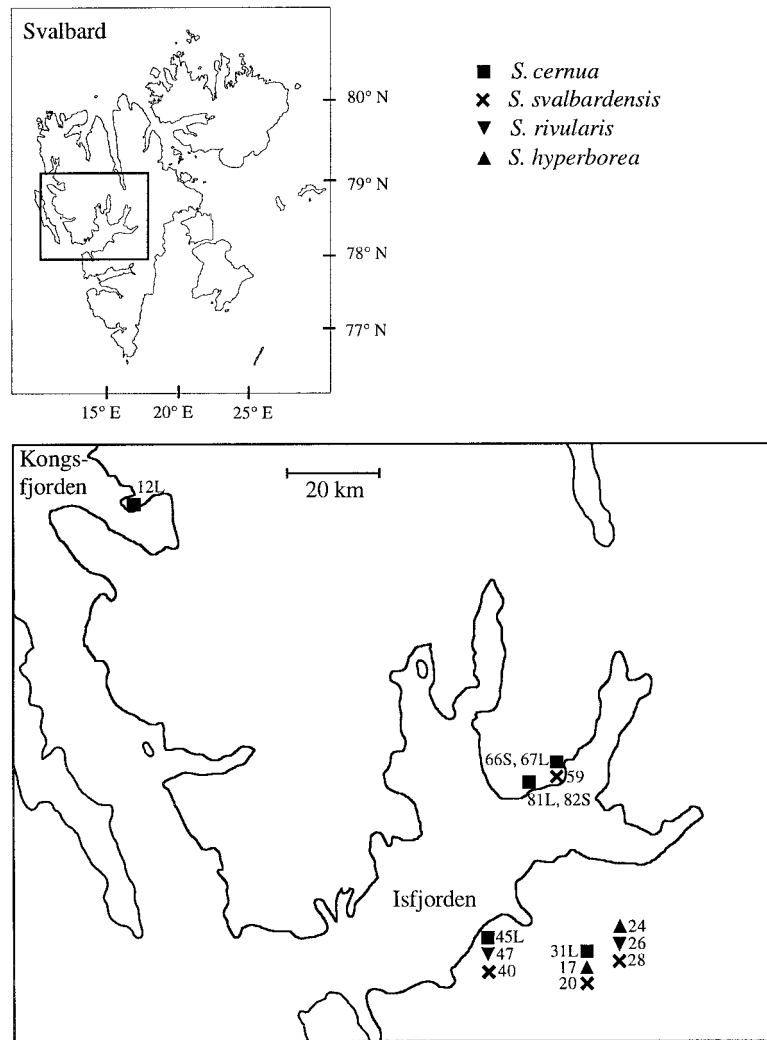 Svalbard
80° N
79° N
78° N
77° N
15° E 20° E 25° E
S. cernua
S. svalbardensis
S. rivularis
S. hyperborea
Kongs-
fjorden
12L
20 km
66S, 67L
59
81L, 82S
Isfjorden
45L
47
40
31L
17
20
24
26
28